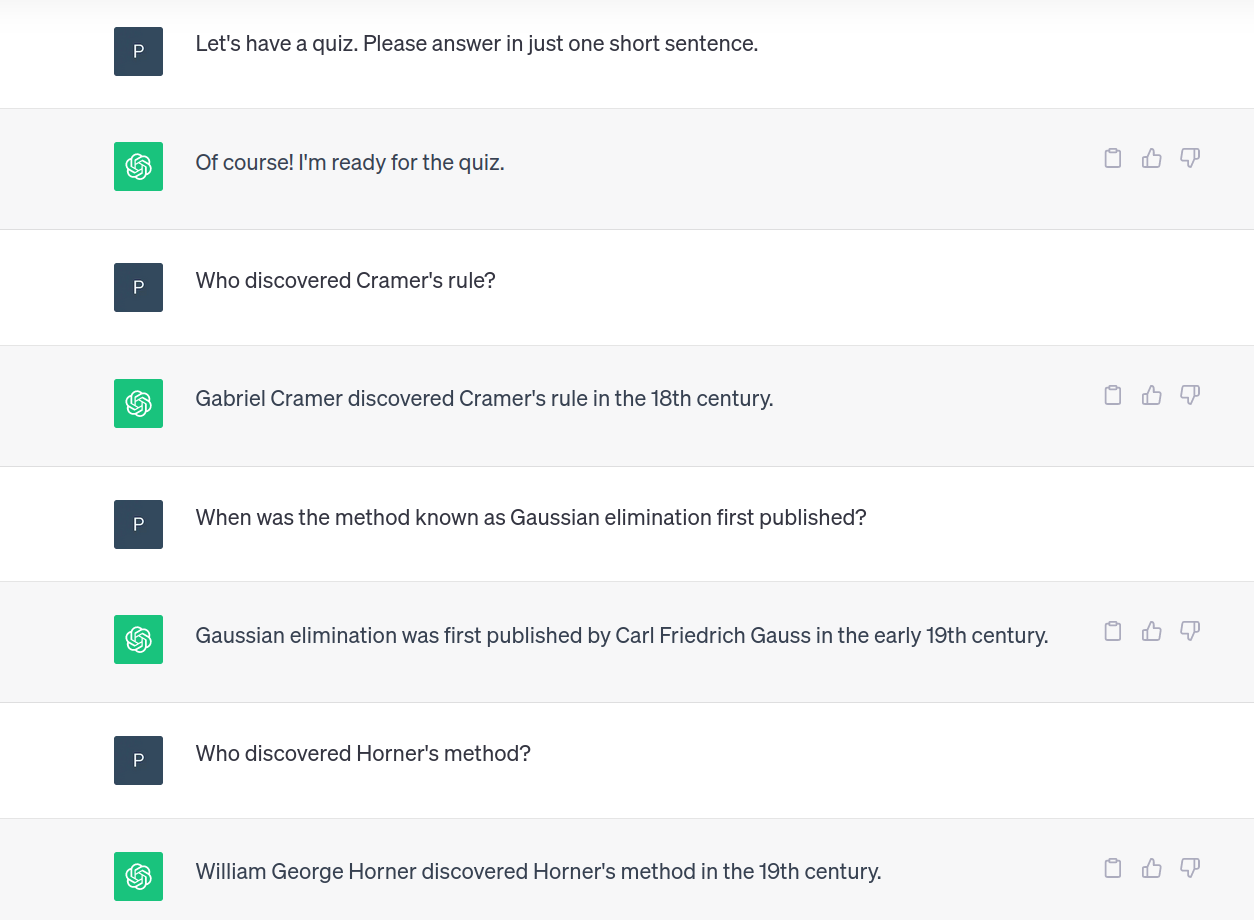 P
Let's have a quiz. Please answer in just one short sentence.
Of course! I'm ready for the quiz.
P
Who discovered Cramer's rule?
Gabriel Cramer discovered Cramer's rule in the 18th century.
P
When was the method known as Gaussian elimination first published?
Gaussian elimination was first published by Carl Friedrich Gauss in the early 19th century.
P
Who discovered Horner's method?
William George Horner discovered Horner's method in the 19th century.